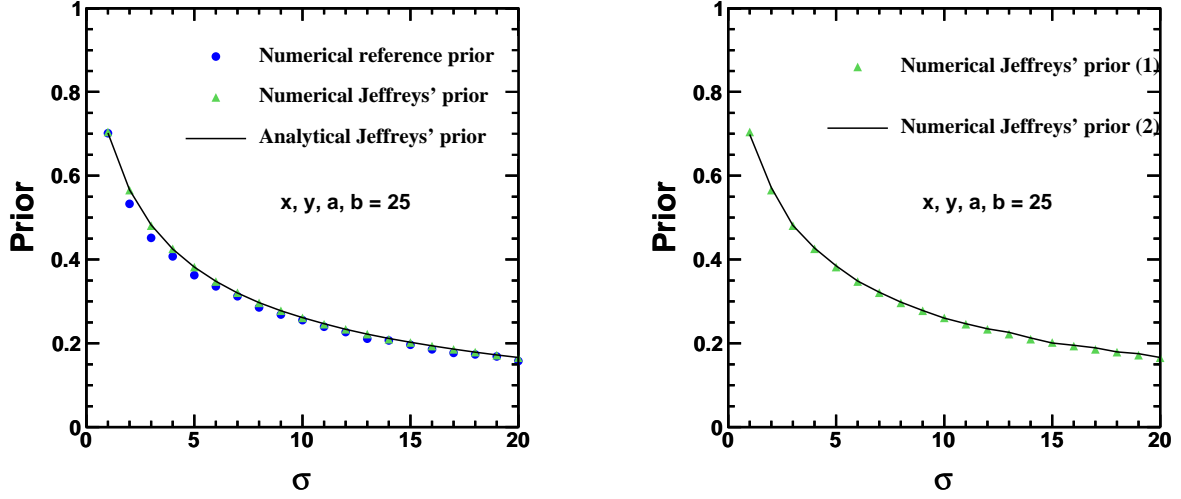 1
0.8
0.6
0.4
0.2
0
Prior
Numerical reference prior
Numerical Jeffreys' prior
Analytical Jeffreys' prior
x, y, a, b = 25
0 5 10 15 20
σ
1
0.8
0.6
0.4
0.2
0
Prior
Numerical Jeffreys' prior (1)
Numerical Jeffreys' prior (2)
x, y, a, b = 25
0 5 10 15 20
σ